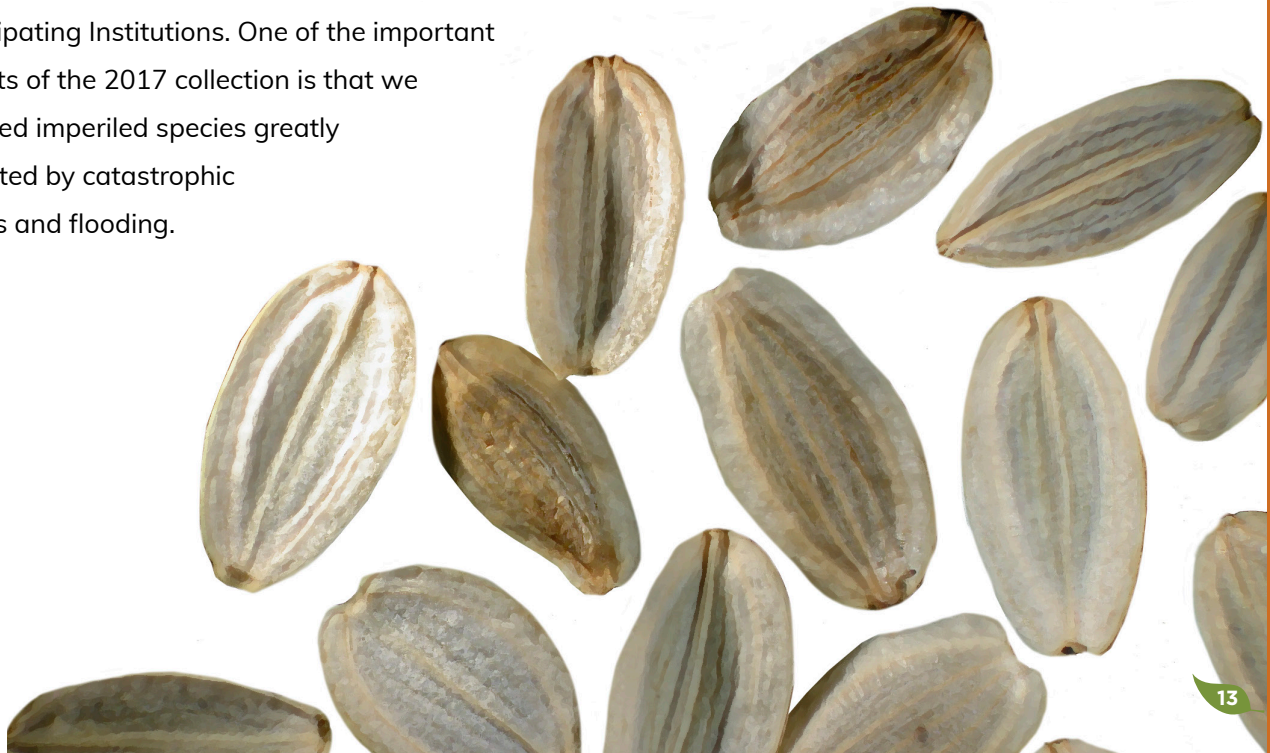 ipating Institutions. One of the important
ts of the 2017 collection is that we
ed imperiled species greatly
ted by catastrophic
s and flooding.
13